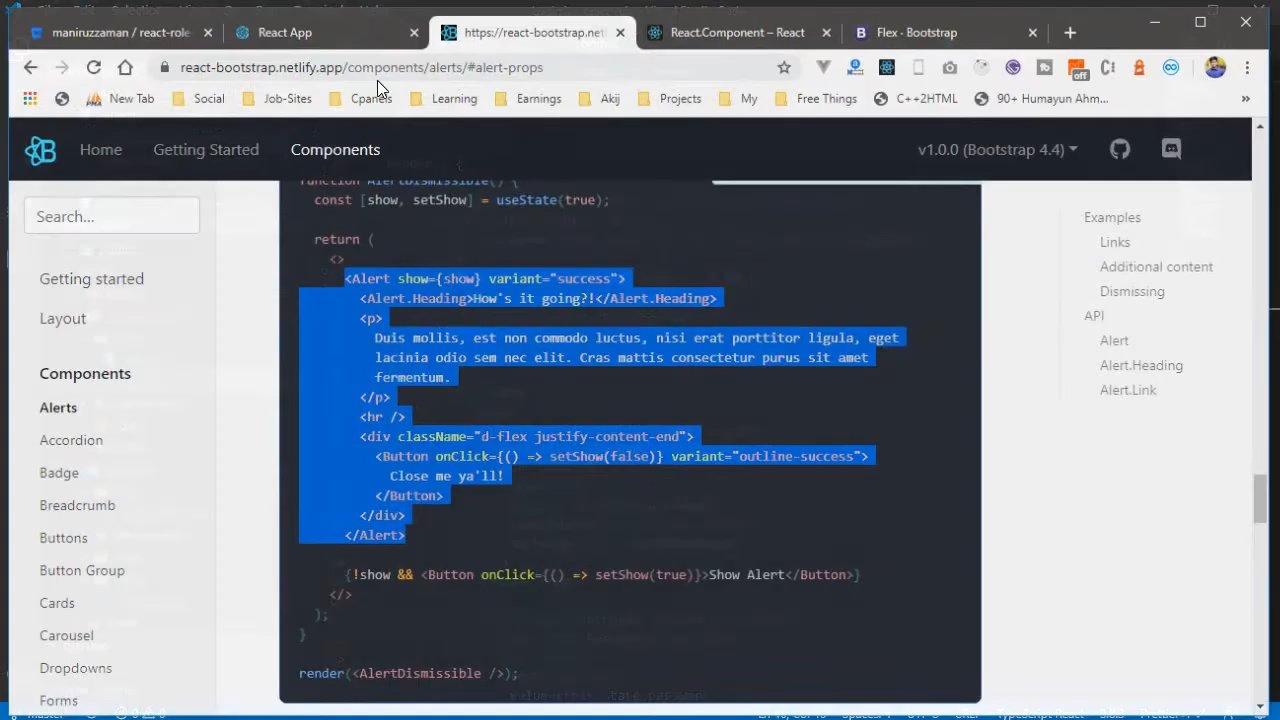 maniruzzaman / react-role
React App
https://react-bootstrap.netl
React.Component – React
Flex · Bootstrap
react-bootstrap.netlify.app/components/alerts/#alert-props
off
New Tab
Social
Job-Sites
Cpanels
Learning
Earnings
Akij
Projects
My
Free Things
C++2HTML
90+ Humayun Ahm...
»
Home
Getting Started
Components
v1.0.0 (Bootstrap 4.4)
Search...
Getting started
Layout
Components
Alerts
Accordion
Badge
Breadcrumb
Buttons
Button Group
Cards
Carousel
Dropdowns
Forms
function AlertDismissible() {
const [show, setShow] = useState(true);
return (
<>
<Alert show={show} variant="success">
<Alert.Heading>How's it going?!</Alert.Heading>
<p>
Duis mollis, est non commodo luctus, nisi erat porttitor ligula, eget
lacinia odio sem nec elit. Cras mattis consectetur purus sit amet
fermentum.
</p>
<hr />
<div className="d-flex justify-content-end">
<Button onClick={() => setShow(false)} variant="outline-success">
Close me ya'll!
</Button>
</div>
</Alert>
{!show && <Button onClick={() => setShow(true)}>Show Alert</Button>}
</>
);
}
render(<AlertDismissible />);
Examples
Links
Additional content
Dismissing
API
Alert
Alert.Heading
Alert.Link
master
TypeScript React